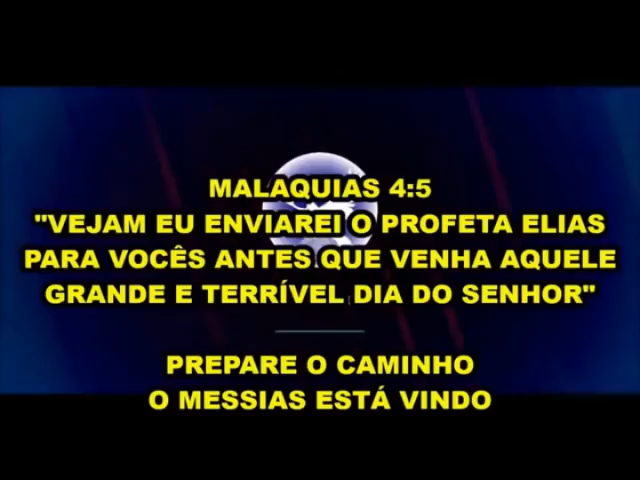 MALAQUIAS 4:5
"VEJAM EU ENVIAREI O PROFETA ELIAS
PARA VOCÊS ANTES QUE VENHA AQUELE
GRANDE E TERRÍVEL DIA DO SENHOR"
PREPARE O CAMINHO
O MESSIAS ESTÁ VINDO